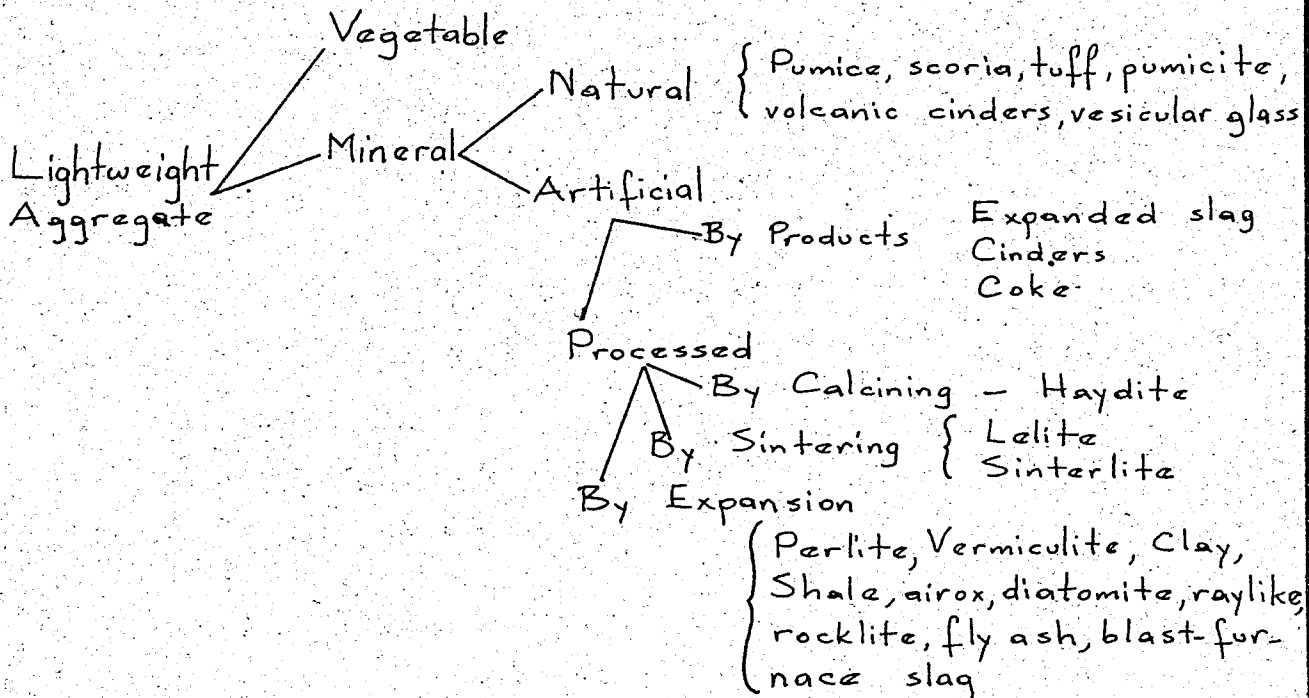 Vegetable
Natural { Pumice, scoria, tuff, pumicite,
volcanic cinders, vesicular glass
Mineral
Lightweight
Aggregate
Artificial
By Products
Expanded slag
Cinders
Coke
Processed
By Calcining - Haydite
By Sintering { Lelite
Sinterlite
By Expansion
{ Perlite, Vermiculite, Clay,
Shale, airox, diatomite, raylike,
rocklite, fly ash, blast-fur-
nace slag